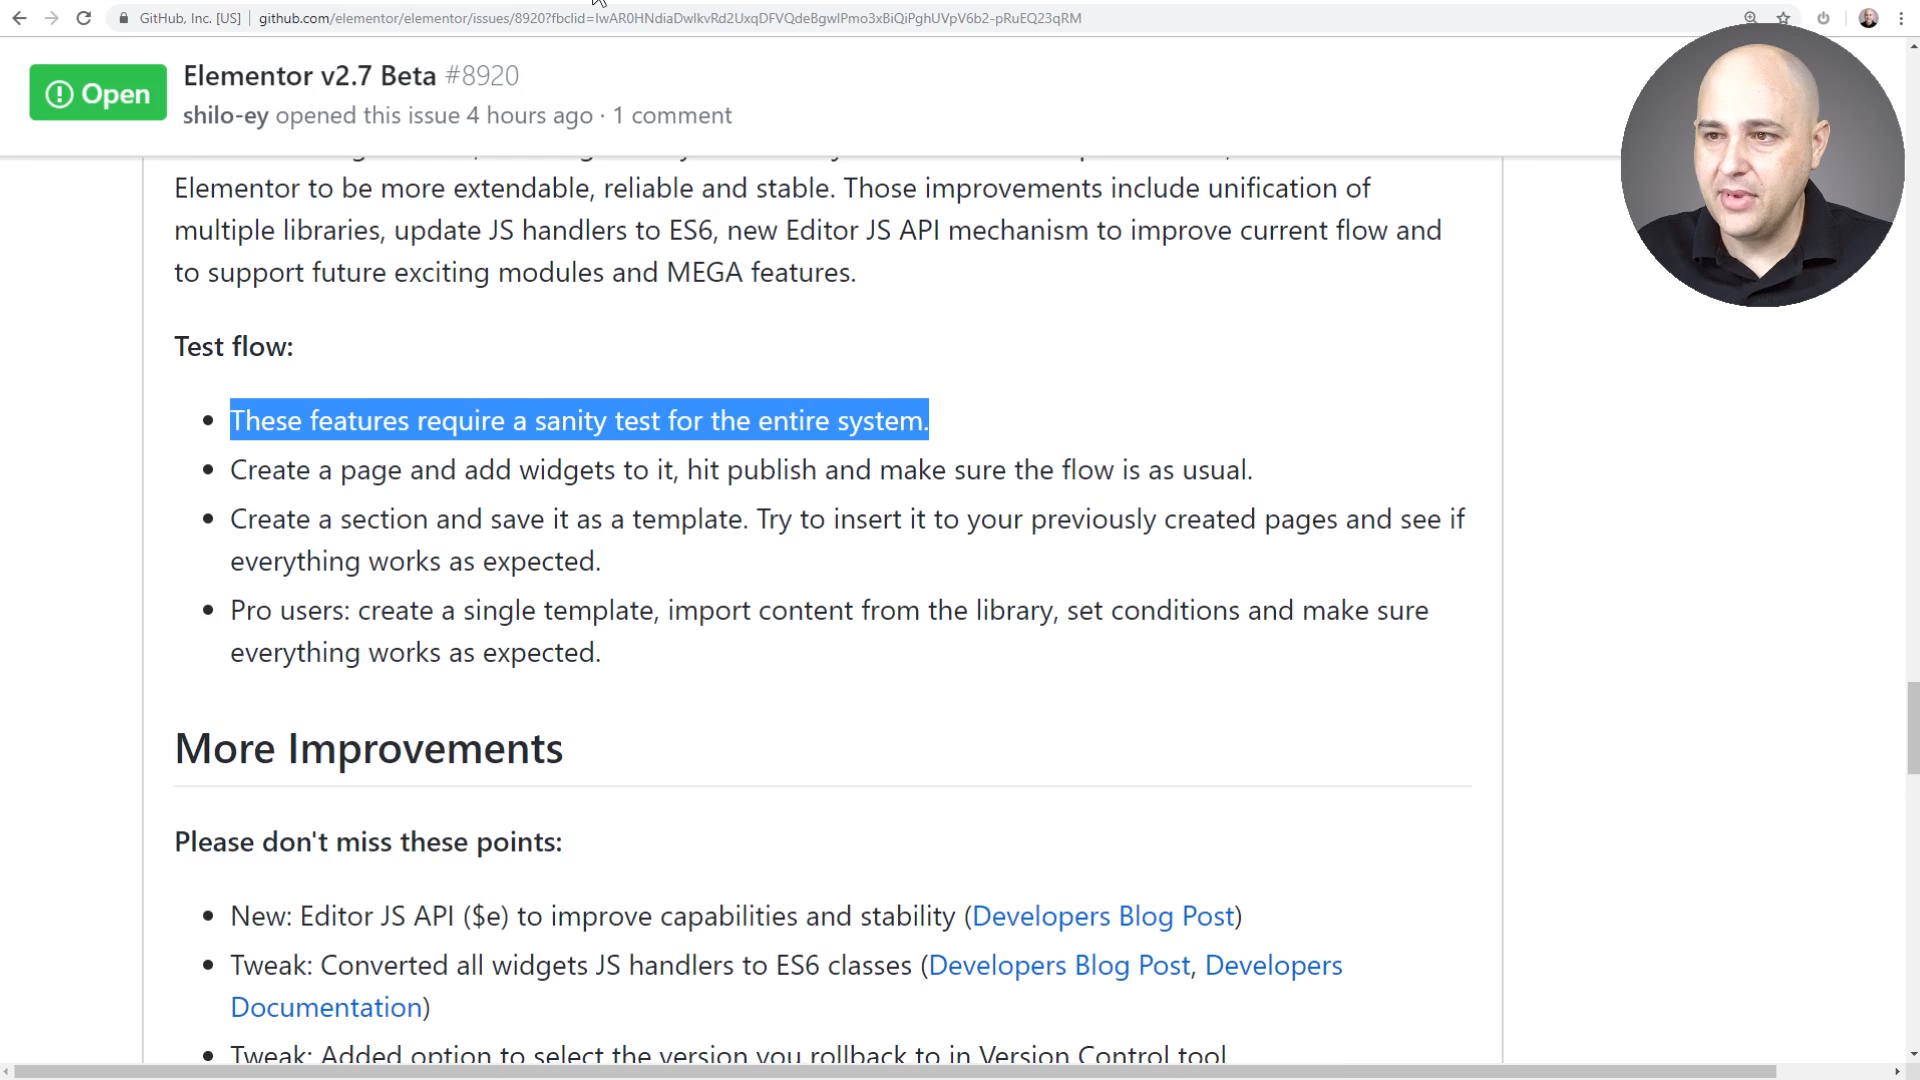 GitHub, Inc. [US] | github.com/elementor/elementor/issues/8920?fbclid=IwAR0HNdiaDwlkvRd2UxqDFVQdeBgwlPmo3xBiQiPghUVpV6b2-pRuEQ23qRM
Open
Elementor v2.7 Beta #8920
shilo-ey opened this issue 4 hours ago · 1 comment
Elementor to be more extendable, reliable and stable. Those improvements include unification of
multiple libraries, update JS handlers to ES6, new Editor JS API mechanism to improve current flow and
to support future exciting modules and MEGA features.
Test flow:
• These features require a sanity test for the entire system.
• Create a page and add widgets to it, hit publish and make sure the flow is as usual.
• Create a section and save it as a template. Try to insert it to your previously created pages and see if
everything works as expected.
• Pro users: create a single template, import content from the library, set conditions and make sure
everything works as expected.
More Improvements
Please don't miss these points:
• New: Editor JS API ($e) to improve capabilities and stability (Developers Blog Post)
• Tweak: Converted all widgets JS handlers to ES6 classes (Developers Blog Post, Developers
Documentation)
• Tweak: Added option to select the version you rollback to in Version Control tool